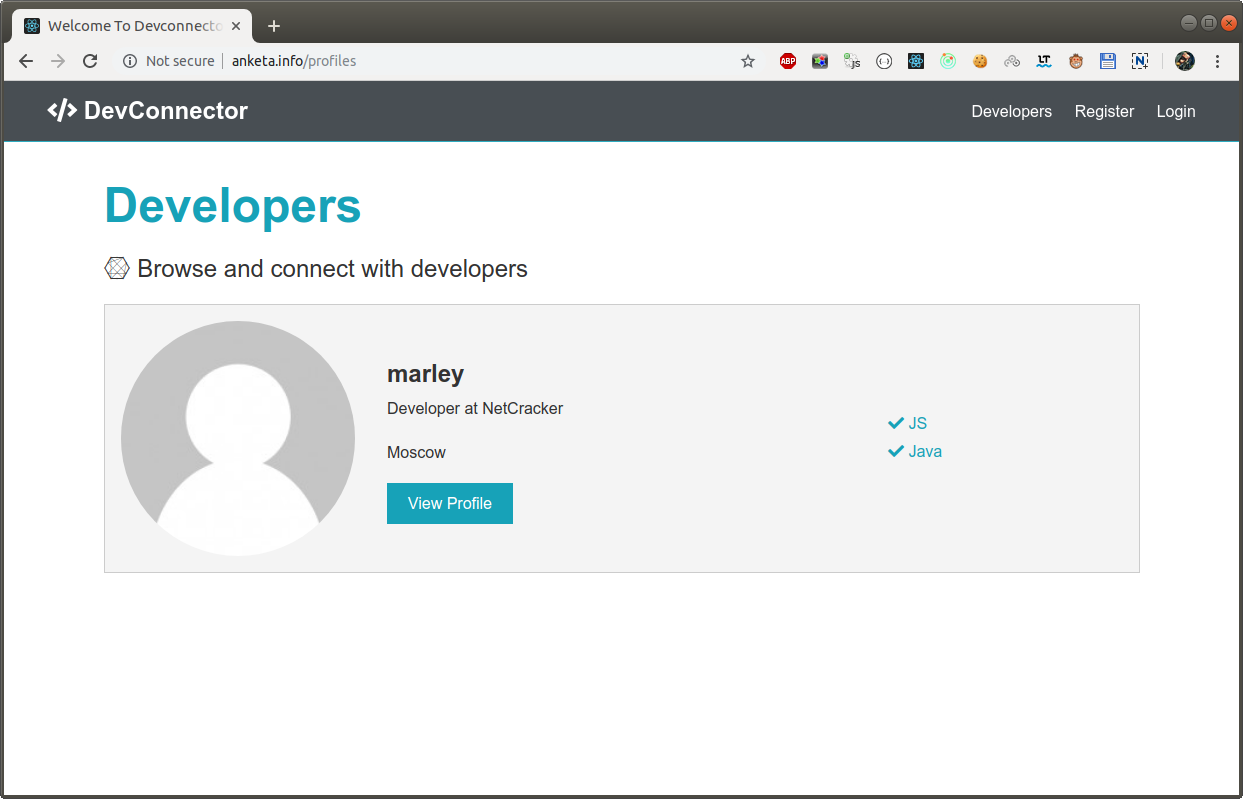 Welcome To Devconnecto
Not secure anketa.info/profiles
ABP
js
LT
N
DevConnector
Developers Register Login
Developers
Browse and connect with developers
marley
Developer at NetCracker
JS
Moscow
Java
View Profile